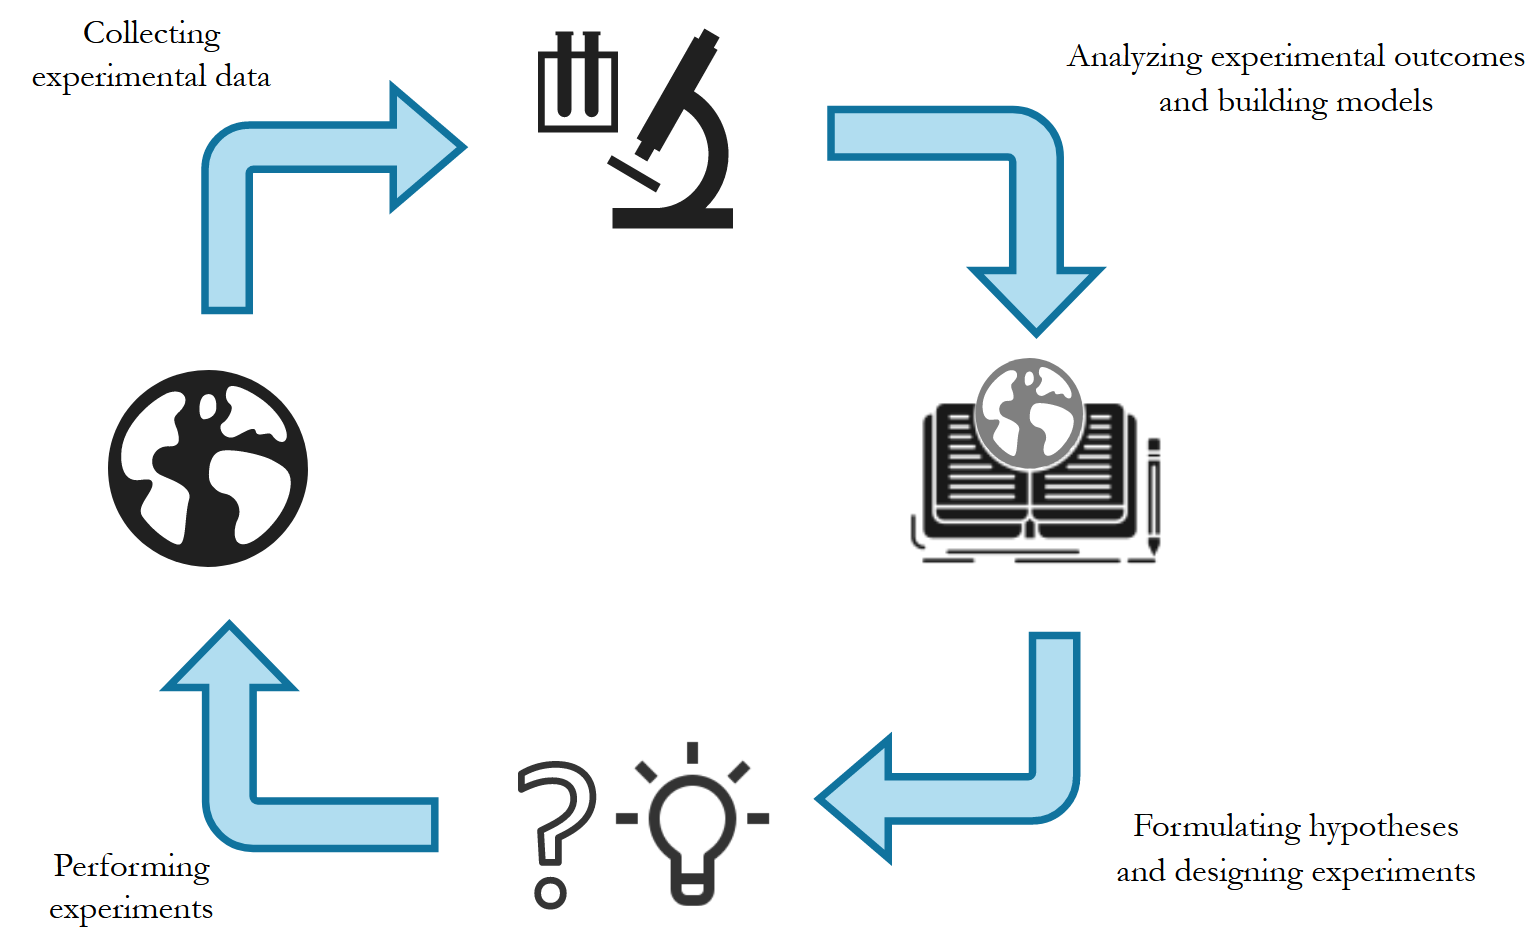 Collecting
experimental data
Analyzing experimental outcomes
and building models
Formulating hypotheses
and designing experiments
Performing
experiments